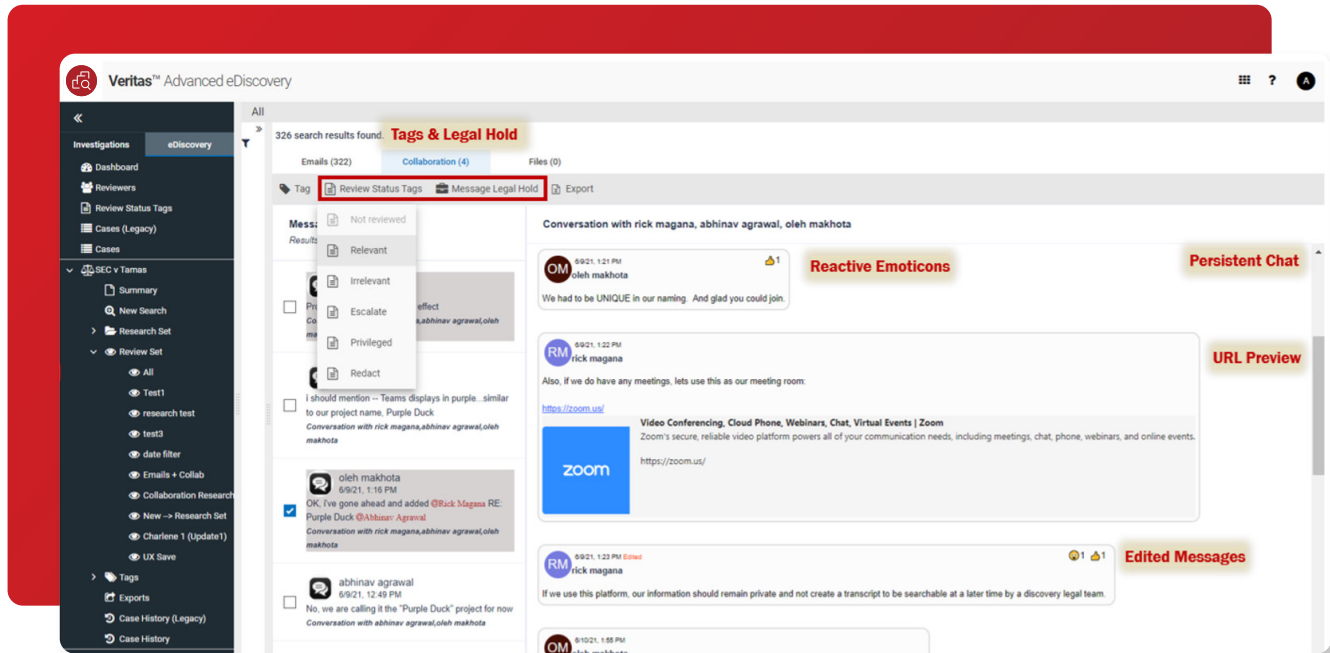 Veritas™ Advanced eDiscovery
?
A
«
Investigations
eDiscovery
Dashboard
Reviewers
Review Status Tags
Cases (Legacy)
Cases
SEC v Tamas
Summary
New Search
Research Set
Review Set
All
Test1
research test
test3
date filter
Emails + Collab
Collaboration Research
New --> Research Set
Charlene 1 (Update1)
UX Save
Tags
Exports
Case History (Legacy)
Case History
All
»
326 search results found.
Tags & Legal Hold
Emails (322)
Collaboration (4)
Files (0)
Tag
Review Status Tags
Message Legal Hold
Export
Not reviewed
Relevant
Irrelevant
Escalate
Privileged
Redact
Results
effect
abhinav agrawal,oleh
i should mention -- Teams displays in purple...similar
to our project name, Purple Duck
Conversation with rick magana,abhinav agrawal,oleh
makhota
oleh makhota
6/9/21, 1:16 PM
OK, i've gone ahead and added @Rick Magana RE:
Purple Duck @Abhinav Agrawal
Conversation with rick magana,abhinav agrawal,oleh
makhota
abhinav agrawal
6/9/21, 12:49 PM
No, we are calling it the "Purple Duck" project for now
Conversation with abhinav agrawal,oleh makhota
Conversation with rick magana, abhinav agrawal, oleh makhota
OM
6/9/21, 1:21 PM
oleh makhota
1
We had to be UNIQUE in our naming. And glad you could join.
Reactive Emoticons
Persistent Chat
RM
6/9/21, 1:22 PM
rick magana
Also, if we do have any meetings, lets use this as our meeting room:
https://zoom.us/
Video Conferencing, Cloud Phone, Webinars, Chat, Virtual Events | Zoom
Zoom's secure, reliable video platform powers all of your communication needs, including meetings, chat, phone, webinars, and online events.
https://zoom.us/
zoom
URL Preview
RM
6/9/21, 1:23 PM Edited
rick magana
1 1
If we use this platform, our information should remain private and not create a transcript to be searchable at a later time by a discovery legal team.
Edited Messages
OM
6/10/21, 1:55 PM
oleh makhota